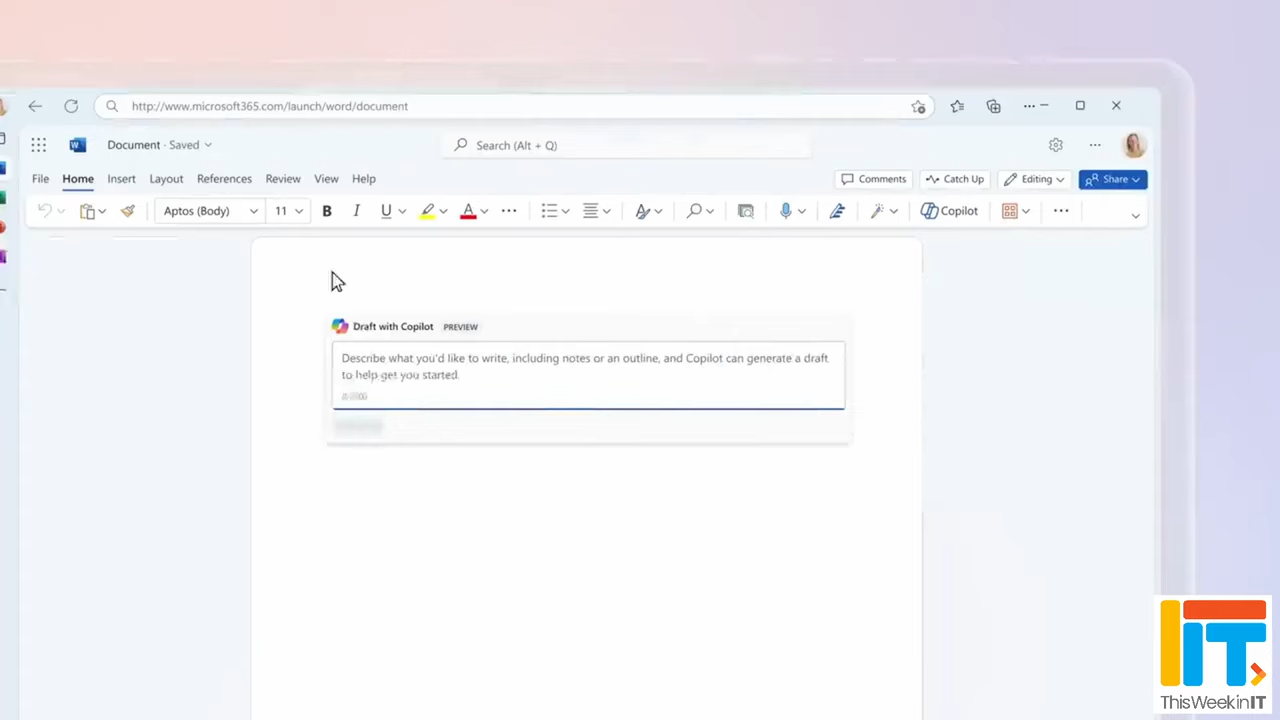 http://www.microsoft365.com/launch/word/document
Document · Saved
Search (Alt + Q)
File Home Insert Layout References Review View Help
Comments Catch Up Editing Share
Aptos (Body) 11 B I U A Copilot
Draft with Copilot PREVIEW
Describe what you'd like to write, including notes or an outline, and Copilot can generate a draft
to help get you started.
IT
ThisWeekinIT